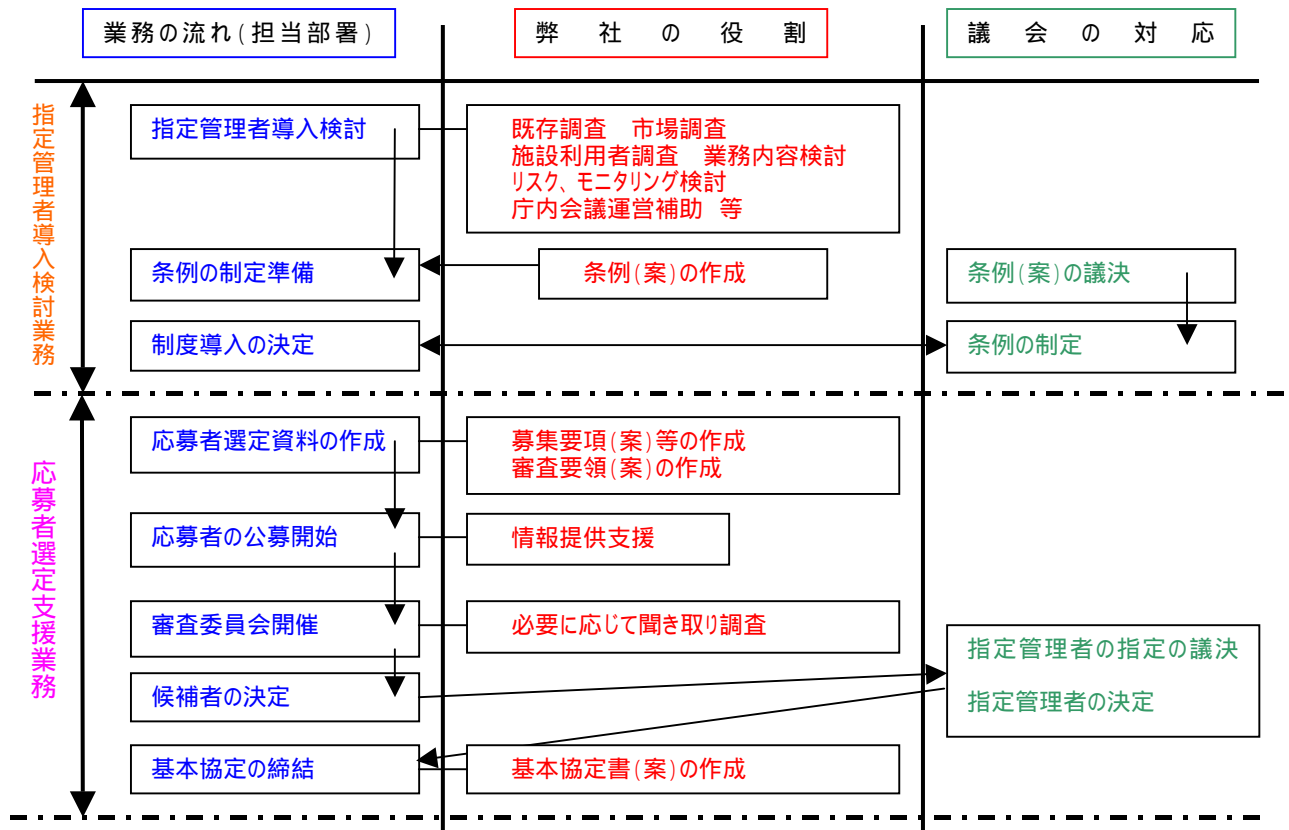 業務の流れ(担当部署)
弊社の役割
議会の対応
指定管理者導入検討業務
指定管理者導入検討
既存調査　市場調査
施設利用者調査　業務内容検討
リスク、モニタリング検討
庁内会議運営補助　等
条例の制定準備
条例(案)の作成
条例(案)の議決
制度導入の決定
条例の制定
応募者選定支援業務
応募者選定資料の作成
募集要項(案)等の作成
審査要領(案)の作成
応募者の公募開始
情報提供支援
審査委員会開催
必要に応じて聞き取り調査
指定管理者の指定の議決
候補者の決定
指定管理者の決定
基本協定の締結
基本協定書(案)の作成